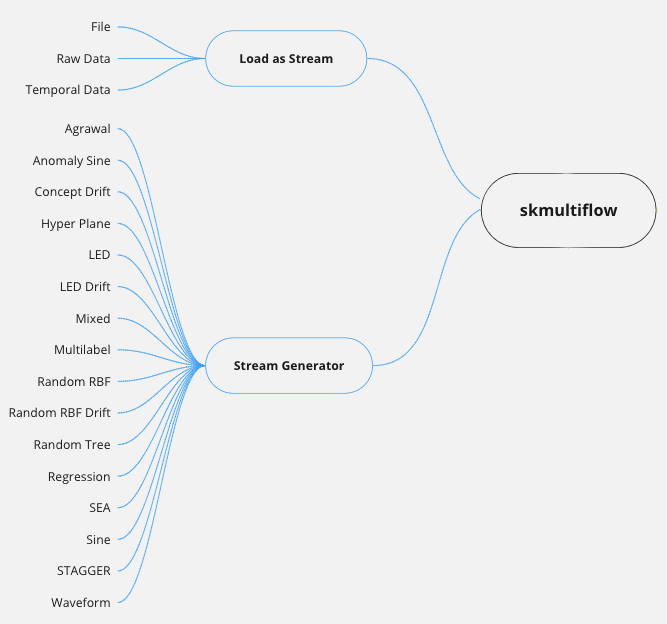 File
Raw Data
Temporal Data
Load as Stream
Agrawal
Anomaly Sine
Concept Drift
Hyper Plane
LED
LED Drift
Mixed
Multilabel
Random RBF
Random RBF Drift
Random Tree
Regression
SEA
Sine
STAGGER
Waveform
Stream Generator
skmultiflow